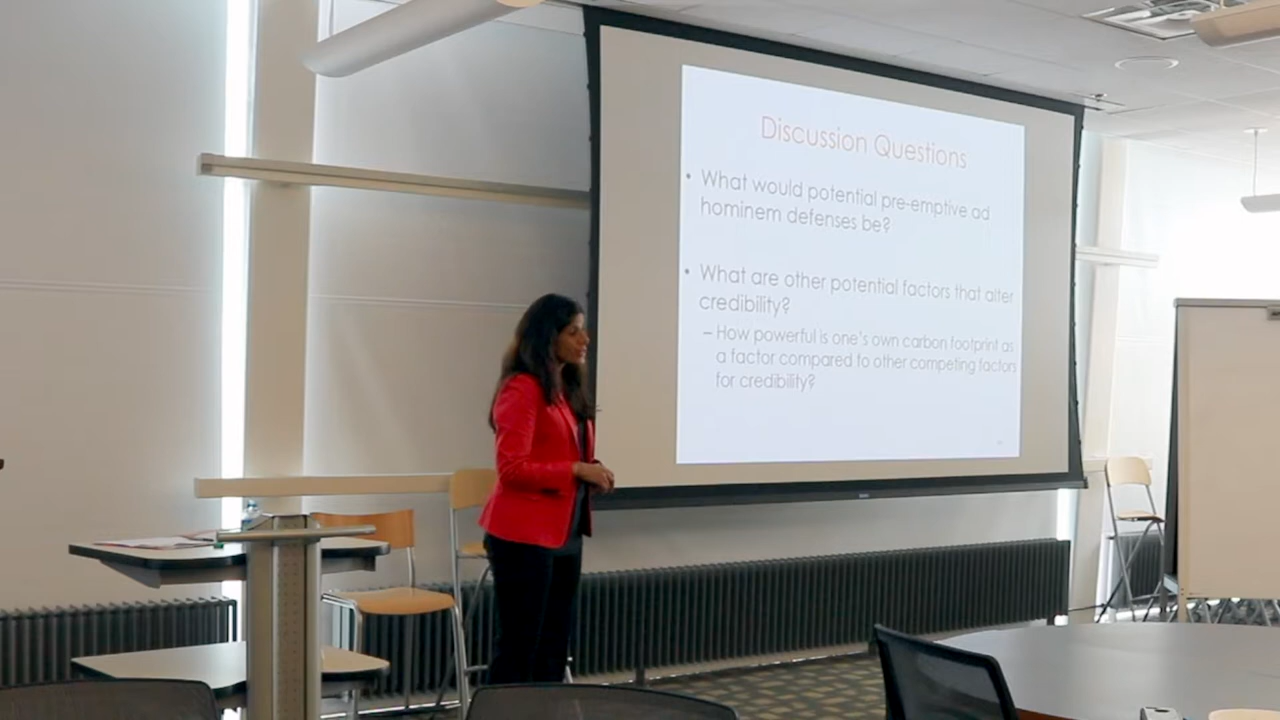 Discussion Questions
• What would potential pre-emptive ad
hominem defenses be?
• What are other potential factors that alter
credibility?
– How powerful is one's own carbon footprint as
a factor compared to other competing factors
for credibility?